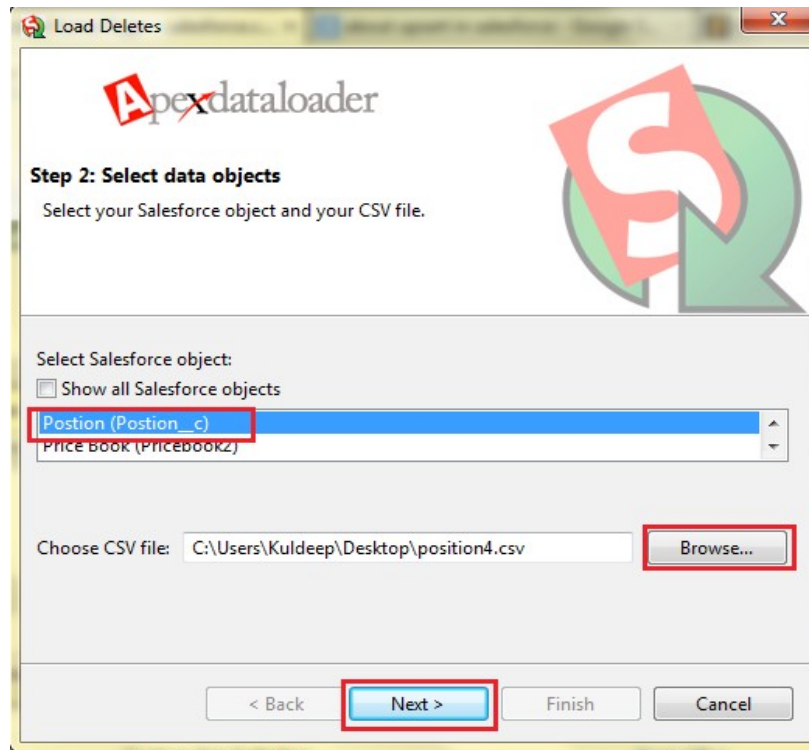 Load Deletes
Apexdataloader
Step 2: Select data objects
Select your Salesforce object and your CSV file.
Select Salesforce object:
Show all Salesforce objects
Postion (Postion__c)
Price Book (Pricebook2)
Choose CSV file: C:\Users\Kuldeep\Desktop\position4.csv Browse...
< Back Next > Finish Cancel